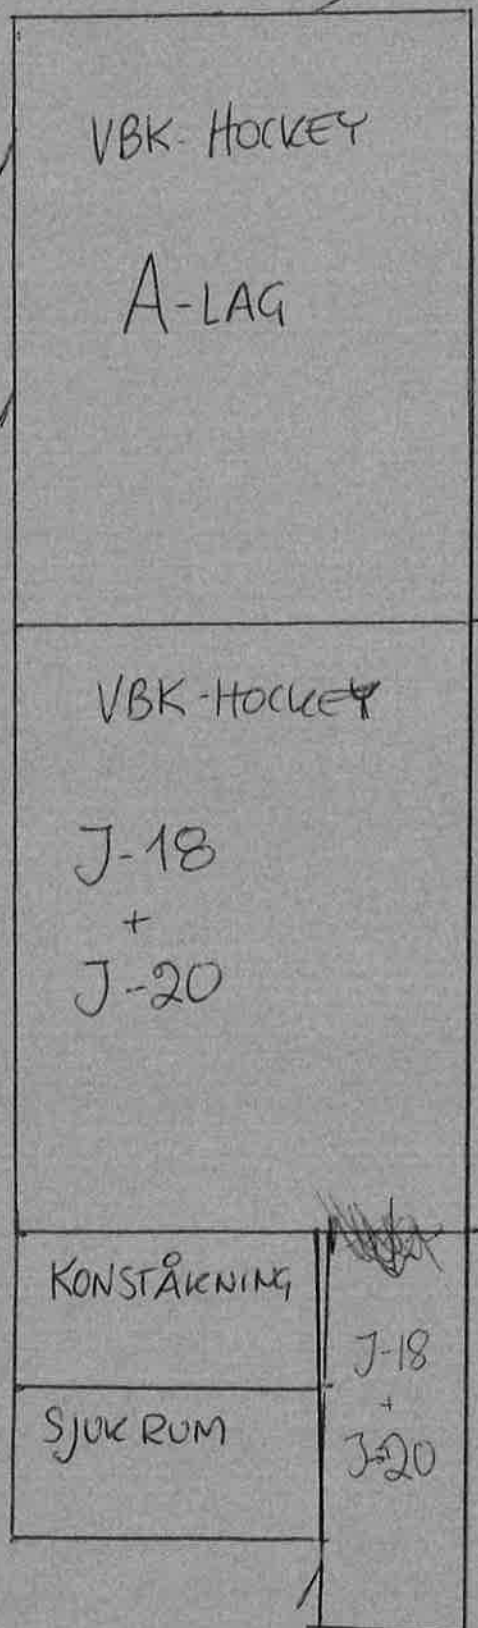 VBK-HOCKEY
A-LAG
VBK-HOCKEY
J-18
+
J-20
KONSTÅKNING
SJUKRUM
J-18
+
J-20